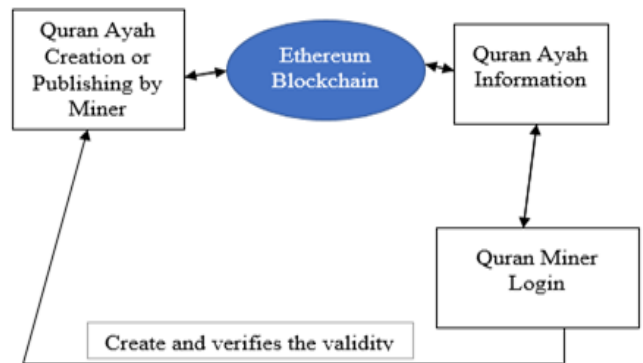 Quran Ayah
Creation or
Publishing by
Miner
Ethereum
Blockchain
Quran Ayah
Information
Quran Miner
Login
Create and verifies the validity